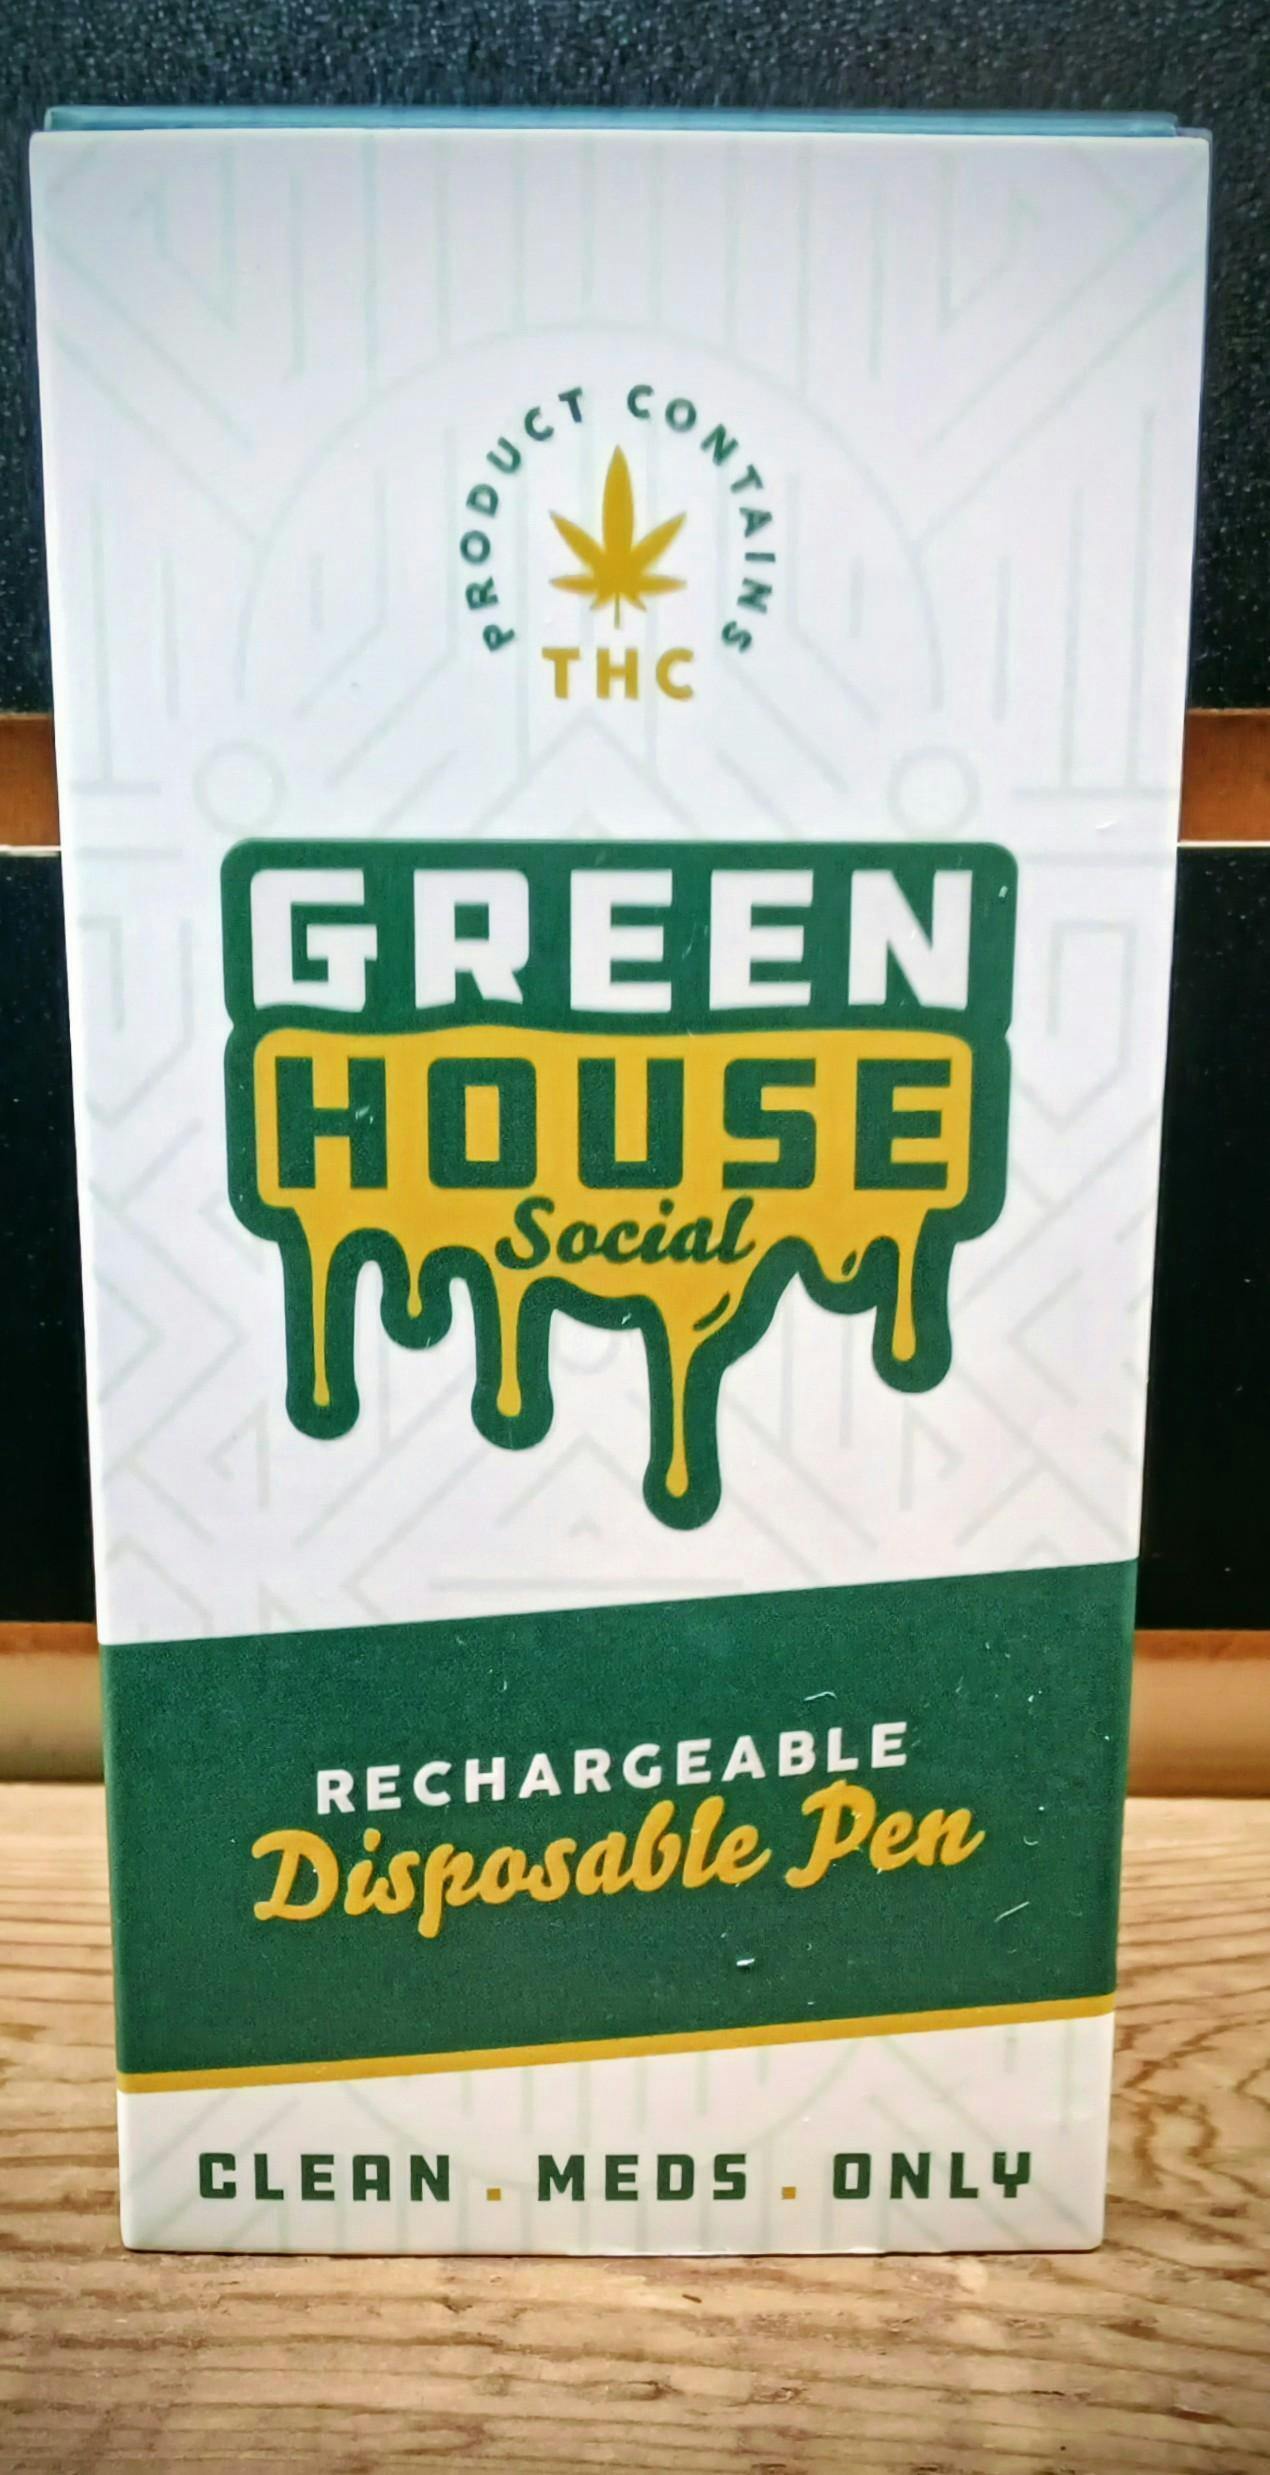 PRODUCT CONTAINS
THC
GREEN
HOUSE
Social
RECHARGEABLE
Disposable Pen
CLEAN . MEDS . ONLY